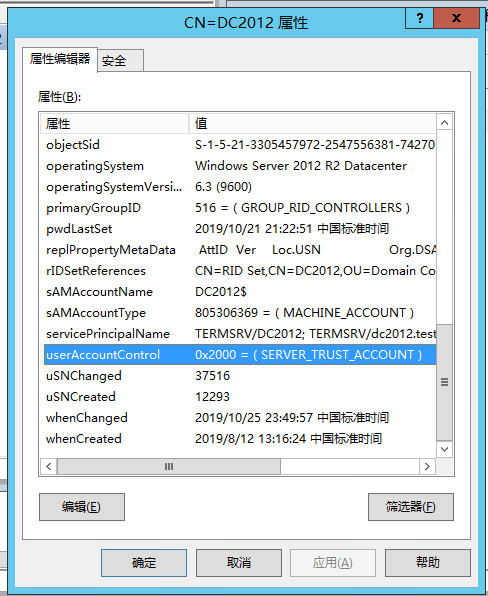 CN=DC2012 属性
?
x
属性编辑器 安全
属性(B):
属性 值
objectSid S-1-5-21-3305457972-2547556381-74270
operatingSystem Windows Server 2012 R2 Datacenter
operatingSystemVersi... 6.3 (9600)
primaryGroupID 516 = ( GROUP_RID_CONTROLLERS )
pwdLastSet 2019/10/21 21:22:51 中国标准时间
replPropertyMetaData AttID Ver Loc.USN Org.DSA
rIDSetReferences CN=RID Set,CN=DC2012,OU=Domain Co
sAMAccountName DC2012$
sAMAccountType 805306369 = ( MACHINE_ACCOUNT )
servicePrincipalName TERMSRV/DC2012; TERMSRV/dc2012.test
userAccountControl 0x2000 = ( SERVER_TRUST_ACCOUNT )
uSNChanged 37516
uSNCreated 12293
whenChanged 2019/10/25 23:49:57 中国标准时间
whenCreated 2019/8/12 13:16:24 中国标准时间
编辑(E) 筛选器(F)
确定 取消 应用(A) 帮助